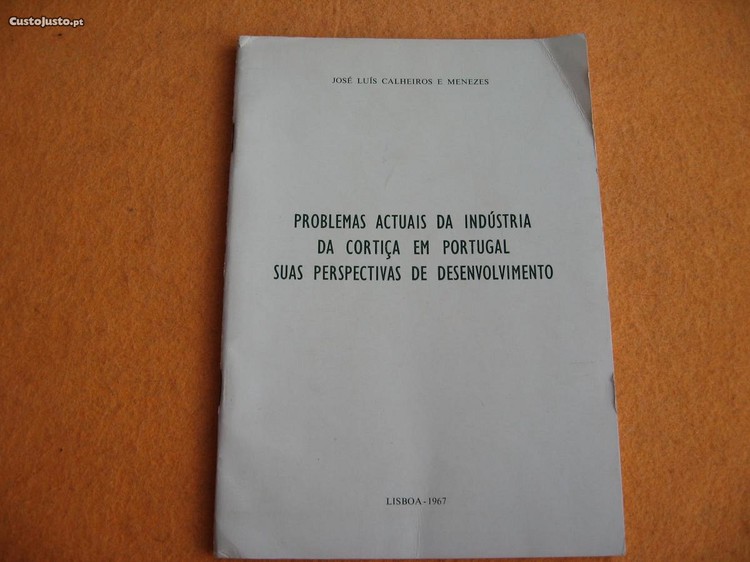 CustoJusto.pt
JOSÉ LUÍS CALHEIROS E MENEZES
PROBLEMAS ACTUAIS DA INDÚSTRIA
DA CORTIÇA EM PORTUGAL
SUAS PERSPECTIVAS DE DESENVOLVIMENTO
LISBOA - 1967